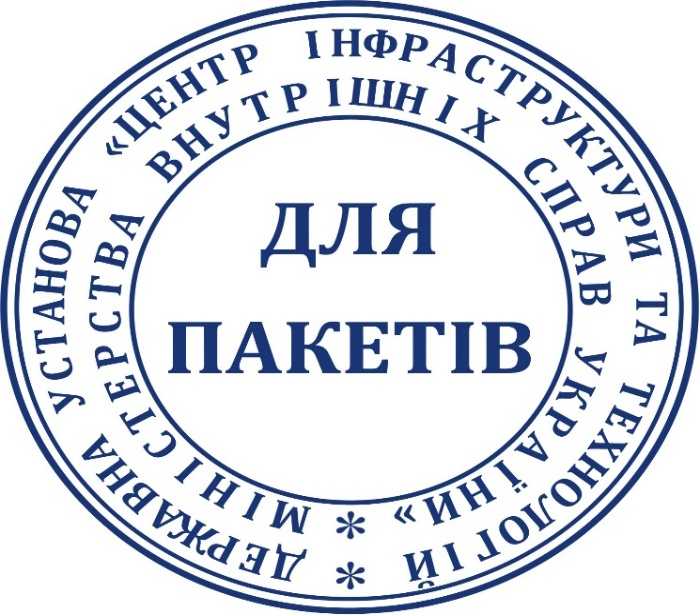 ДЕРЖАВНА УСТАНОВА «ЦЕНТР ІНФРАСТРУКТУРИ ТА ТЕХНОЛОГІЙ
МІНІСТЕРСТВА ВНУТРІШНІХ СПРАВ УКРАЇНИ»
*
*
ДЛЯ
ПАКЕТІВ